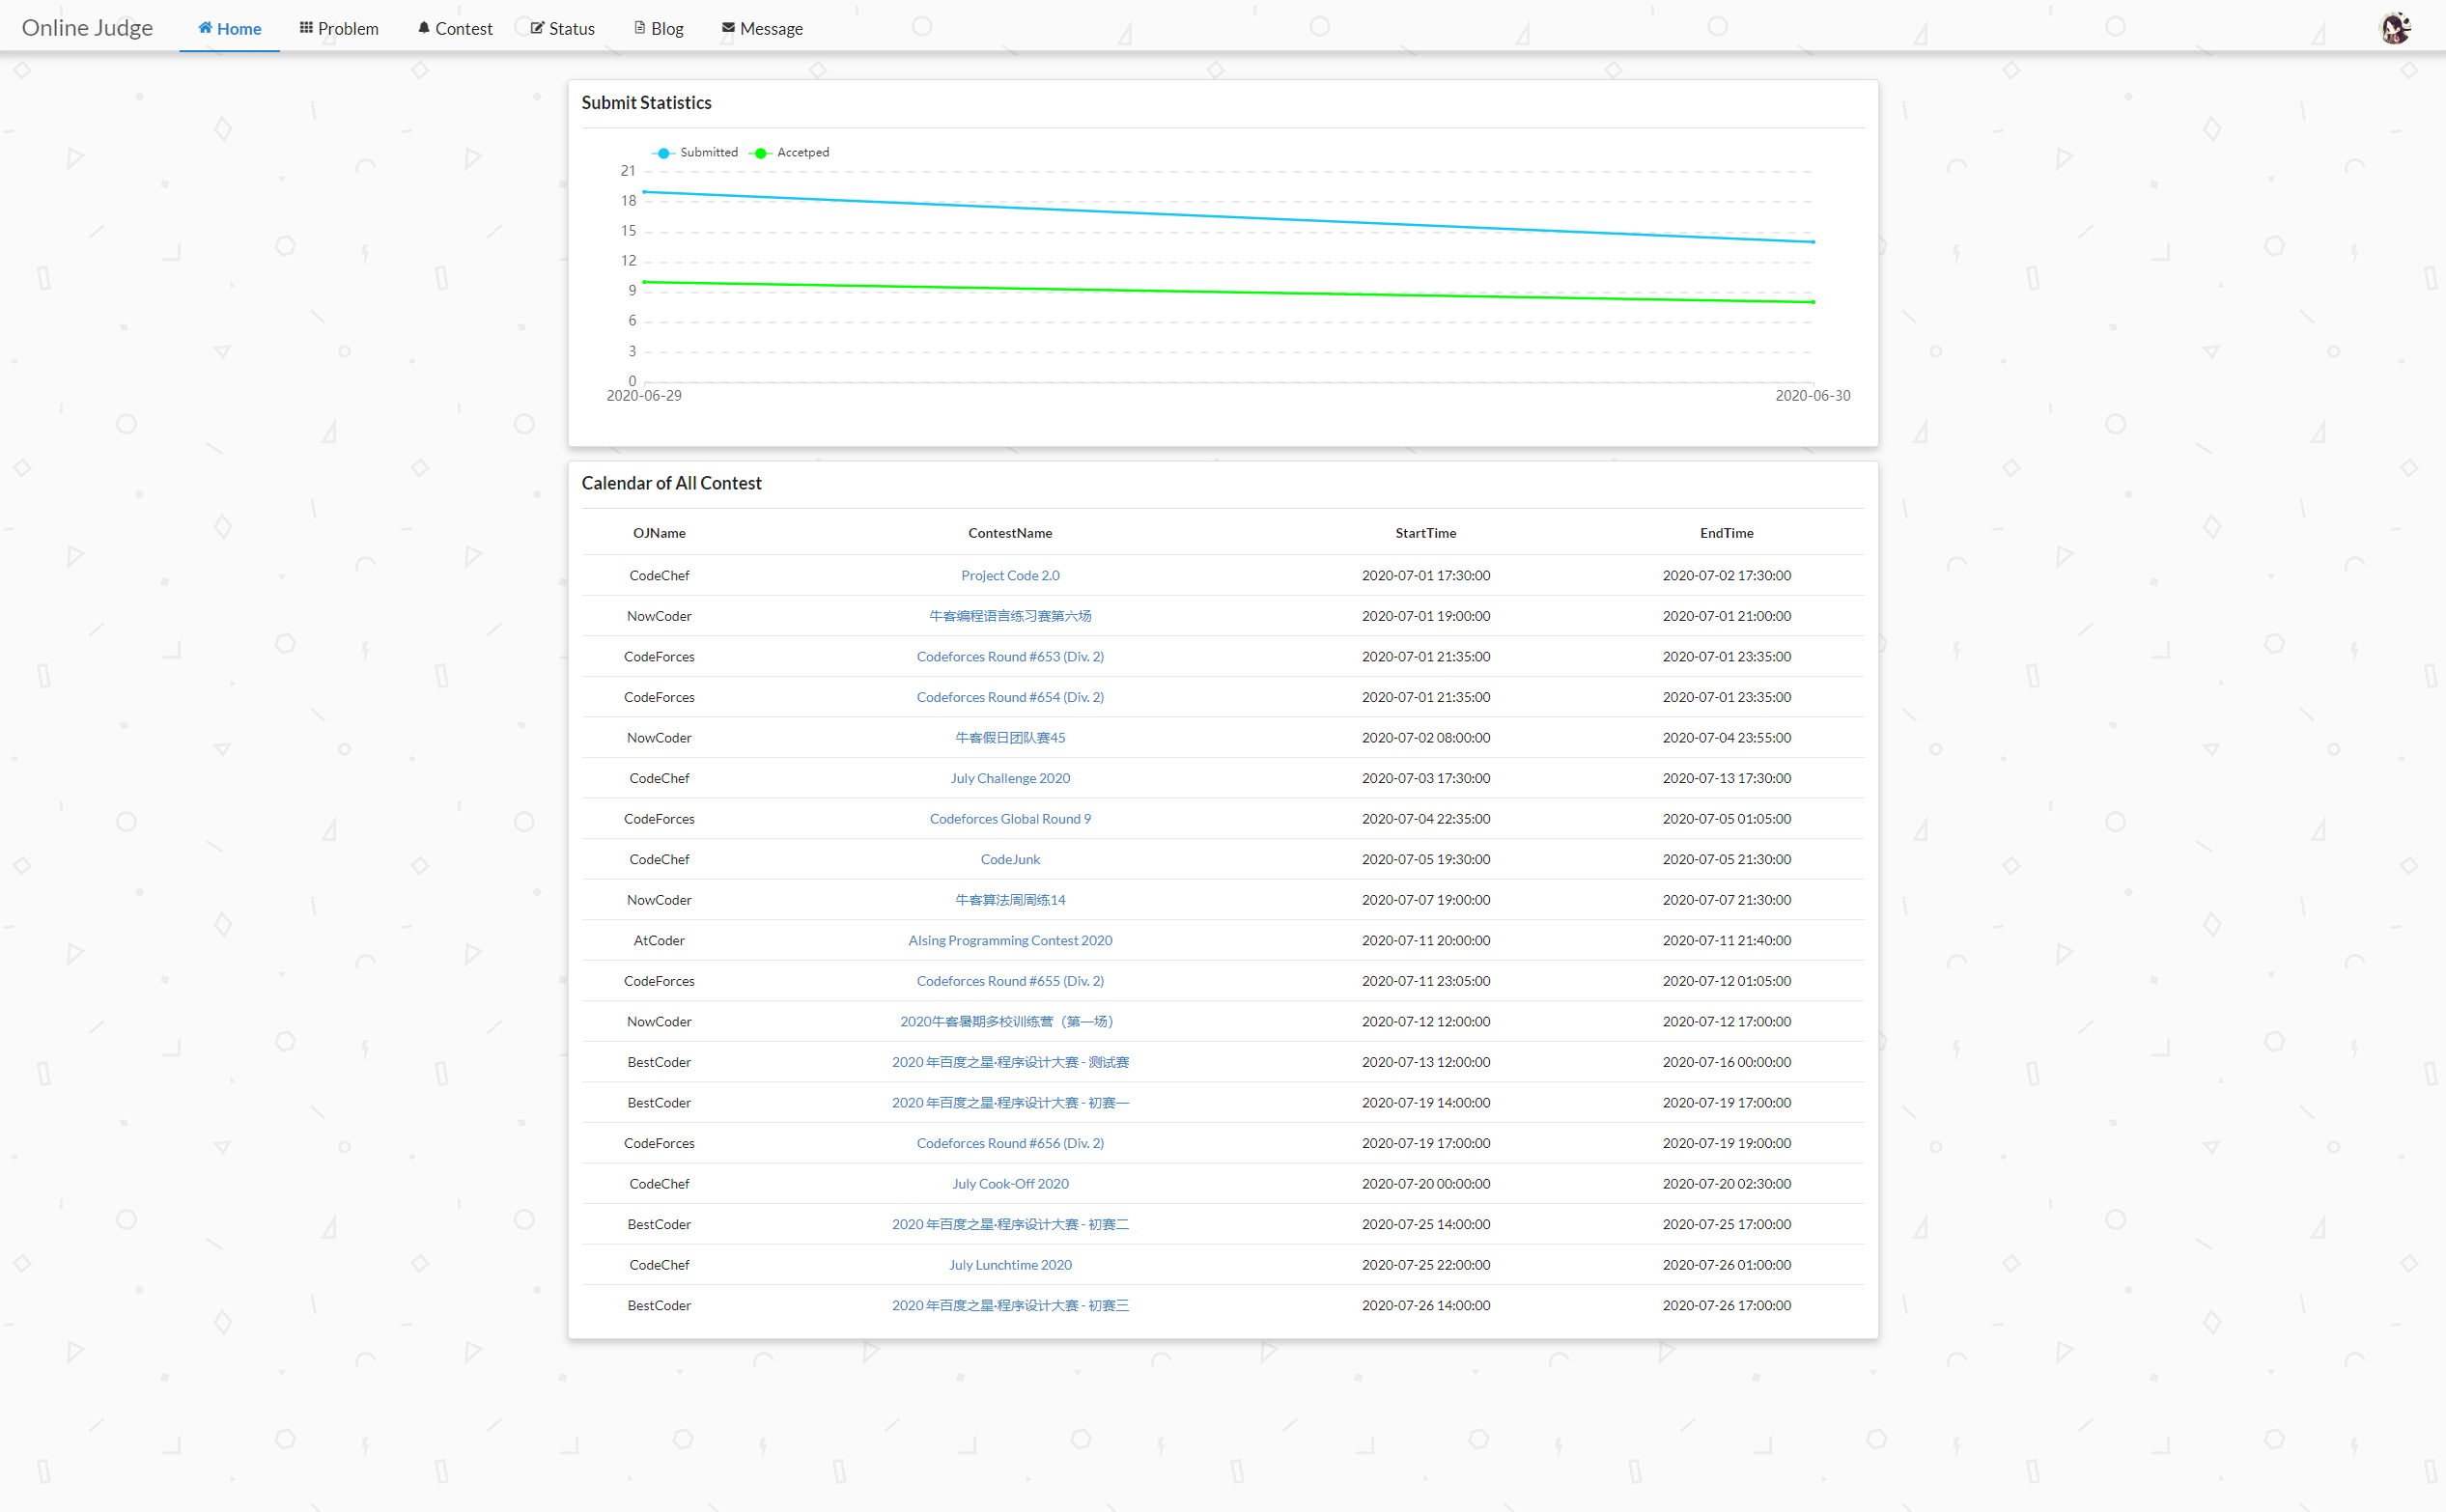 Online Judge Home Problem Contest Status Blog Message
Submit Statistics
Submitted Accetped
21
18
15
12
9
6
3
0
2020-06-29 2020-06-30
Calendar of All Contest
OJName ContestName StartTime EndTime
CodeChef Project Code 2.0 2020-07-01 17:30:00 2020-07-02 17:30:00
NowCoder 牛客编程语言练习赛第六场 2020-07-01 19:00:00 2020-07-01 21:00:00
CodeForces Codeforces Round #653 (Div. 2) 2020-07-01 21:35:00 2020-07-01 23:35:00
CodeForces Codeforces Round #654 (Div. 2) 2020-07-01 21:35:00 2020-07-01 23:35:00
NowCoder 牛客假日团队赛45 2020-07-02 08:00:00 2020-07-04 23:55:00
CodeChef July Challenge 2020 2020-07-03 17:30:00 2020-07-13 17:30:00
CodeForces Codeforces Global Round 9 2020-07-04 22:35:00 2020-07-05 01:05:00
CodeChef CodeJunk 2020-07-05 19:30:00 2020-07-05 21:30:00
NowCoder 牛客算法周周练14 2020-07-07 19:00:00 2020-07-07 21:30:00
AtCoder AIsing Programming Contest 2020 2020-07-11 20:00:00 2020-07-11 21:40:00
CodeForces Codeforces Round #655 (Div. 2) 2020-07-11 23:05:00 2020-07-12 01:05:00
NowCoder 2020牛客暑期多校训练营（第一场） 2020-07-12 12:00:00 2020-07-12 17:00:00
BestCoder 2020 年百度之星·程序设计大赛 - 测试赛 2020-07-13 12:00:00 2020-07-16 00:00:00
BestCoder 2020 年百度之星·程序设计大赛 - 初赛一 2020-07-19 14:00:00 2020-07-19 17:00:00
CodeForces Codeforces Round #656 (Div. 2) 2020-07-19 17:00:00 2020-07-19 19:00:00
CodeChef July Cook-Off 2020 2020-07-20 00:00:00 2020-07-20 02:30:00
BestCoder 2020 年百度之星·程序设计大赛 - 初赛二 2020-07-25 14:00:00 2020-07-25 17:00:00
CodeChef July Lunchtime 2020 2020-07-25 22:00:00 2020-07-26 01:00:00
BestCoder 2020 年百度之星·程序设计大赛 - 初赛三 2020-07-26 14:00:00 2020-07-26 17:00:00